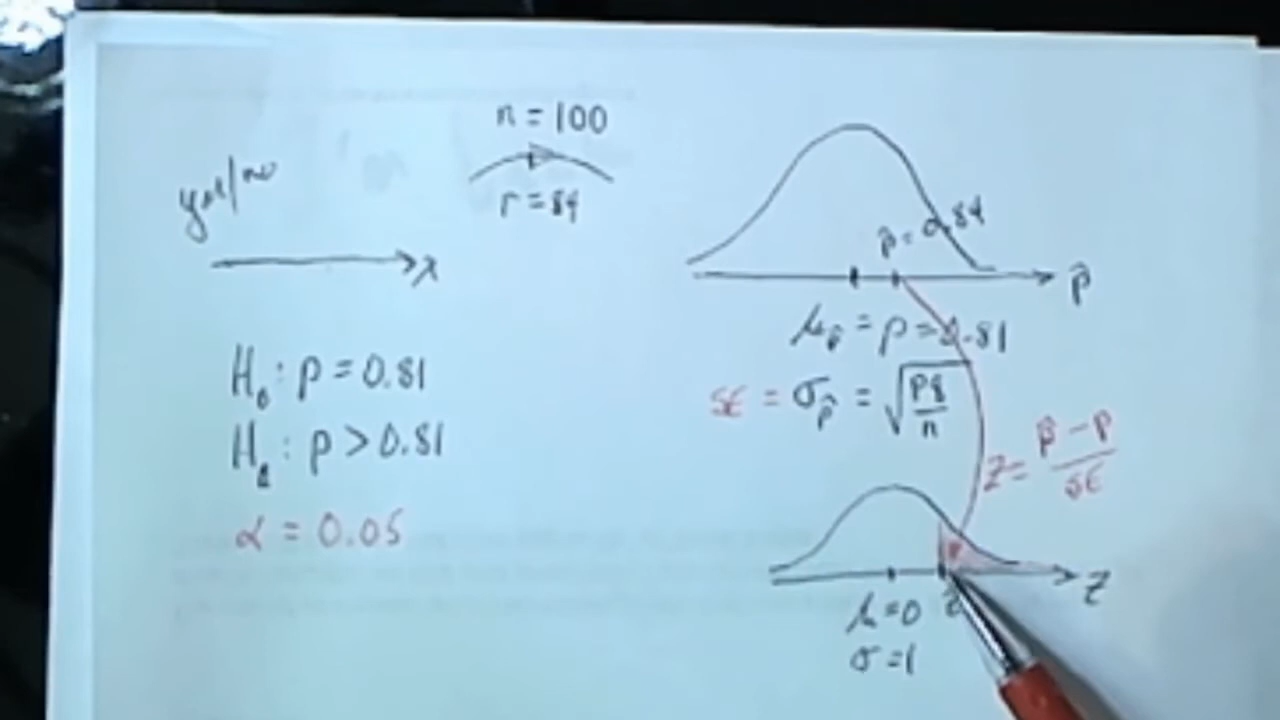 yes/no
x
n = 100
r = 84
H₀ : p = 0.81
Hₐ : p > 0.81
α = 0.05
p̂ = 0.84
p̂
μp̂ = p = 0.81
SE = σp̂ = √(pq/n)
z = (p̂ - p)/SE
P
z
μ = 0
z
σ = 1